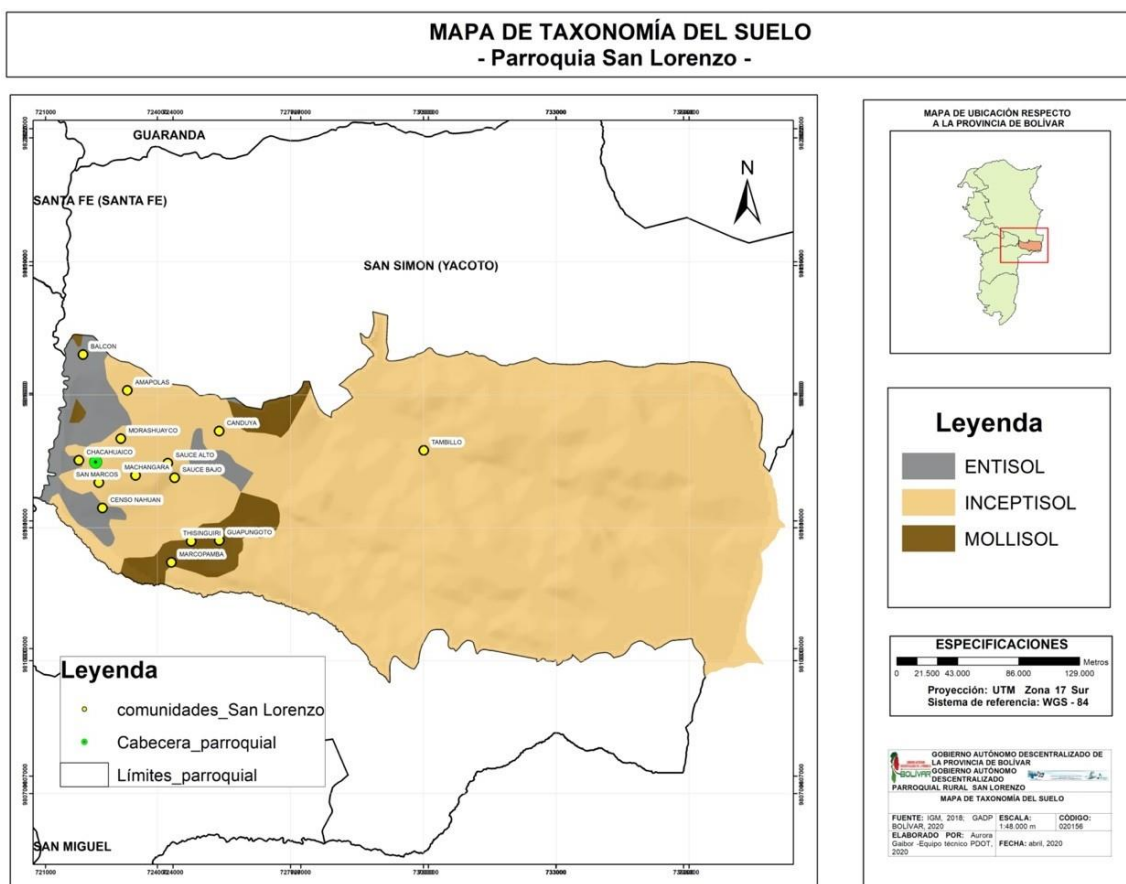 MAPA DE TAXONOMÍA DEL SUELO
- Parroquia San Lorenzo -
721000
727000
733000
GUARANDA
SANTA FE (SANTA FE)
N
SAN SIMON (YACOTO)
BALCON
AMAPOLAS
CANDUYA
MORASHUAYCO
TAMBILLO
CHACAHUAICO
SAUCE ALTO
MACHANGARA
SAUCE BAJO
SAN MARCOS
CENSO NAHUAN
THISINGUIRI
GUAPUNGOTO
MARCOPAMBA
Leyenda
comunidades_San Lorenzo
Cabecera_parroquial
Límites_parroquial
SAN MIGUEL
721000
733000
MAPA DE UBICACIÓN RESPECTO
A LA PROVINCIA DE BOLÍVAR
Leyenda
ENTISOL
INCEPTISOL
MOLLISOL
ESPECIFICACIONES
Metros
0 21.500 43.000 86.000 129.000
Proyección: UTM Zona 17 Sur
Sistema de referencia: WGS - 84
BOLÍVAR
GOBIERNO AUTÓNOMO DESCENTRALIZADO DE
LA PROVINCIA DE BOLÍVAR
GOBIERNO AUTÓNOMO
DESCENTRALIZADO
PARROQUIAL RURAL SAN LORENZO
MAPA DE TAXONOMÍA DEL SUELO
FUENTE: IGM, 2018; GADP
BOLÍVAR, 2020
ESCALA:
1:48.000 m
CÓDIGO:
020156
ELABORADO POR: Aurora
Gaibor -Equipo técnico PDOT,
2020
FECHA: abril, 2020